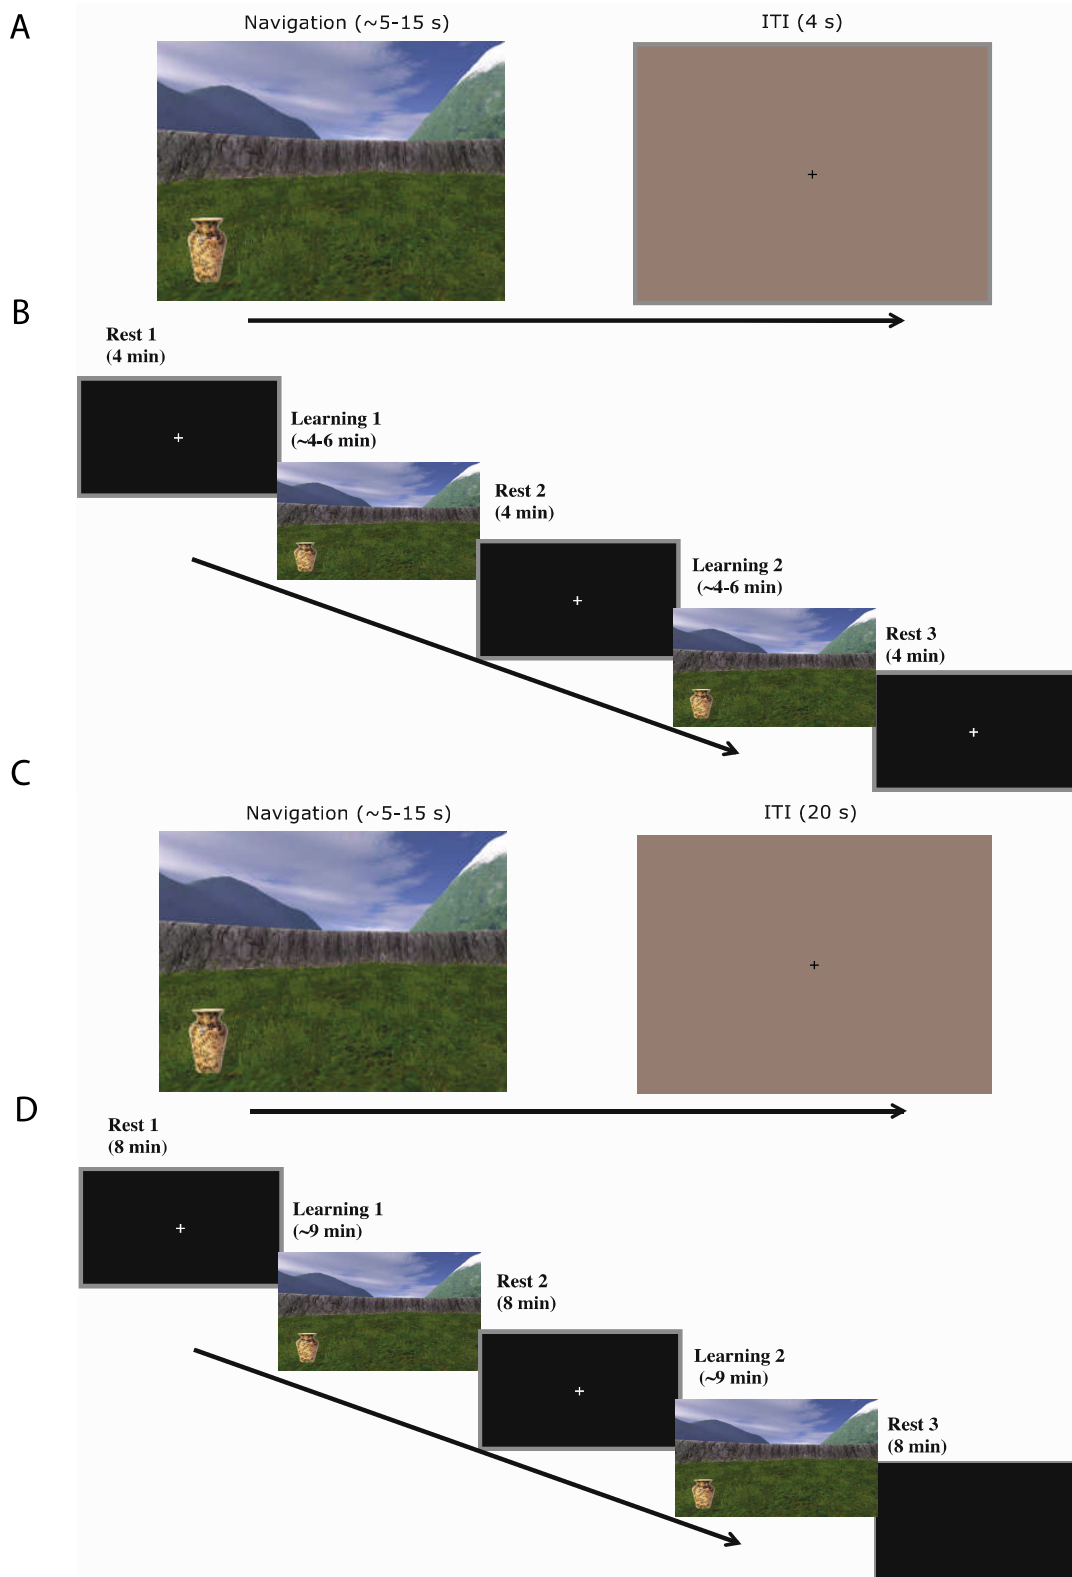 A
Navigation (~5-15 s)
ITI (4 s)
B
Rest 1
(4 min)
Learning 1
(~4-6 min)
Rest 2
(4 min)
Learning 2
(~4-6 min)
Rest 3
(4 min)
C
Navigation (~5-15 s)
ITI (20 s)
D
Rest 1
(8 min)
Learning 1
(~9 min)
Rest 2
(8 min)
Learning 2
(~9 min)
Rest 3
(8 min)